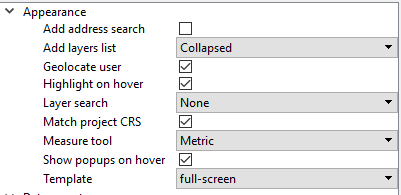 Appearance
Add address search
Add layers list Collapsed
Geolocate user
Highlight on hover
Layer search None
Match project CRS
Measure tool Metric
Show popups on hover
Template full-screen